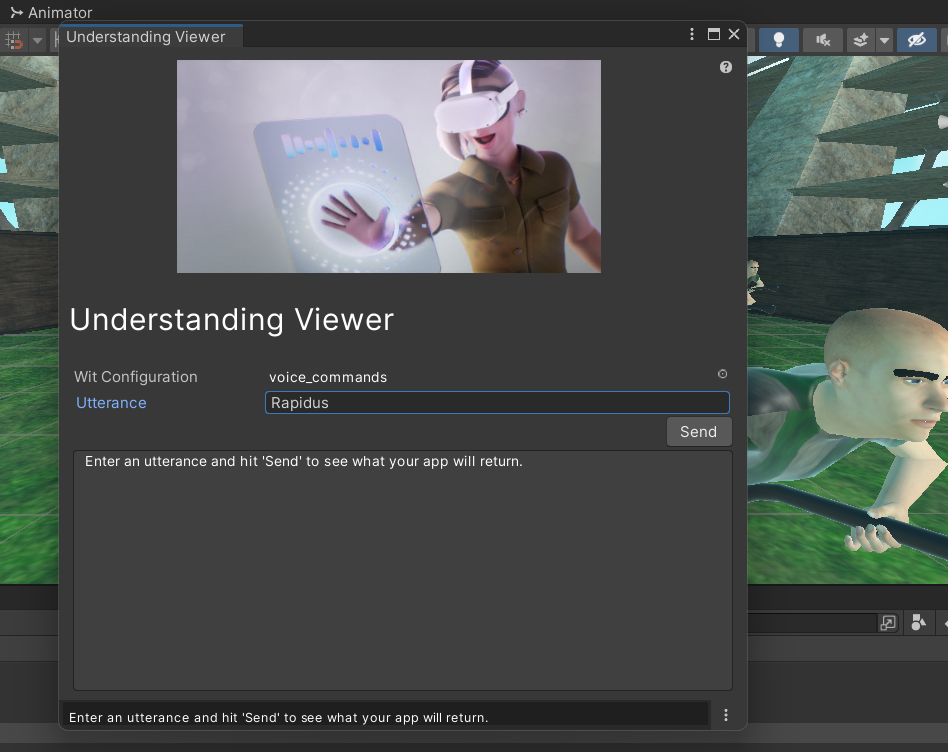 Animator
Understanding Viewer
Understanding Viewer
Wit Configuration voice_commands
Utterance Rapidus
Send
Enter an utterance and hit 'Send' to see what your app will return.
Enter an utterance and hit 'Send' to see what your app will return.